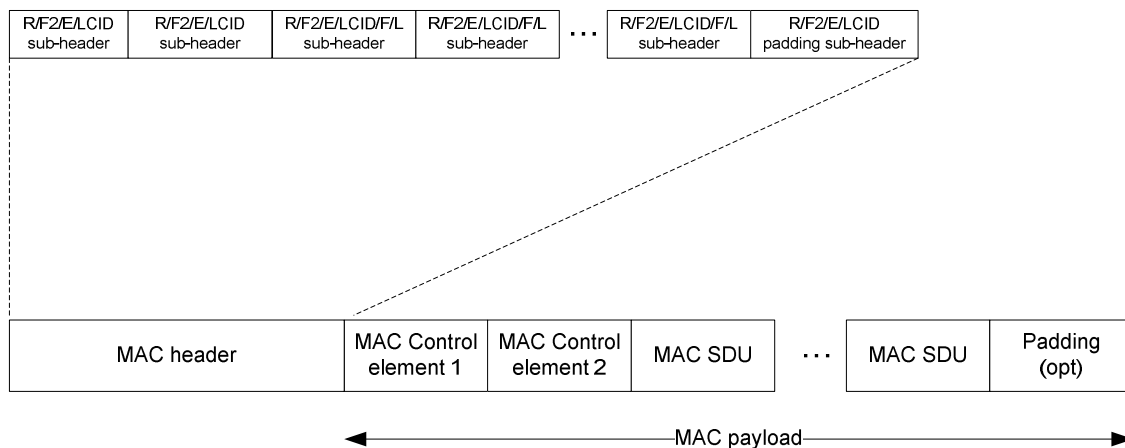 R/F2/E/LCID R/F2/E/LCID R/F2/E/LCID/F/L R/F2/E/LCID/F/L ... R/F2/E/LCID/F/L R/F2/E/LCID
sub-header sub-header sub-header sub-header sub-header padding sub-header
MAC header MAC Control MAC Control MAC SDU ... MAC SDU Padding
element 1 element 2 (opt)
MAC payload